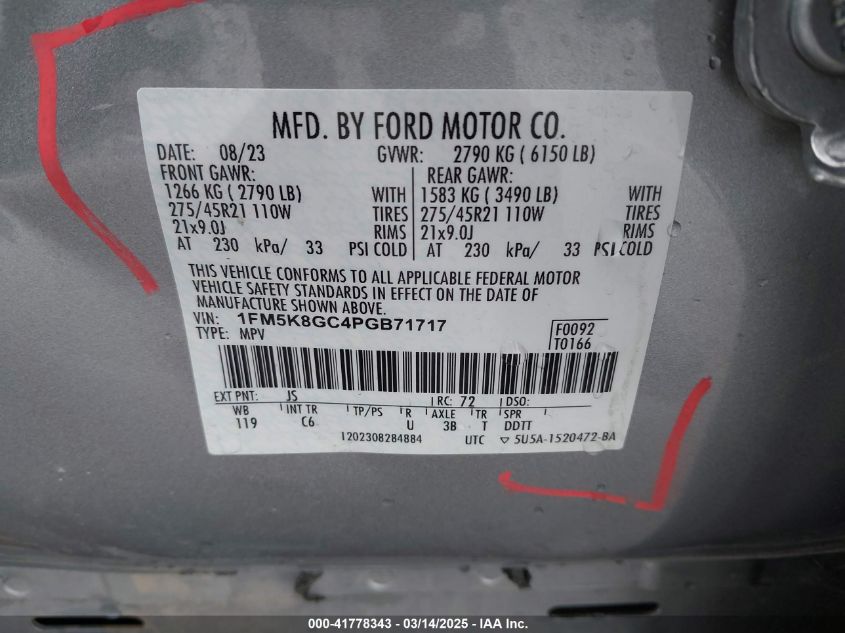 MFD. BY FORD MOTOR CO.
DATE: 08/23 GVWR: 2790 KG ( 6150 LB)
FRONT GAWR: REAR GAWR:
1266 KG ( 2790 LB) WITH 1583 KG ( 3490 LB) WITH
275/45R21 110W TIRES 275/45R21 110W TIRES
21x9.0J RIMS 21x9.0J RIMS
AT 230 kPa/ 33 PSI COLD AT 230 kPa/ 33 PSI COLD
THIS VEHICLE CONFORMS TO ALL APPLICABLE FEDERAL MOTOR
VEHICLE SAFETY STANDARDS IN EFFECT ON THE DATE OF
MANUFACTURE SHOWN ABOVE.
VIN: 1FM5K8GC4PGB71717 F0092
TYPE: MPV T0166
EXT PNT: JS RC: 72 DSO:
WB INT TR TP/PS R AXLE TR SPR
119 C6 U 3B T DDTT
1202308284884 UTC ▽ 5U5A-1520472-BA
000-41778343 - 03/14/2025 - IAA Inc.